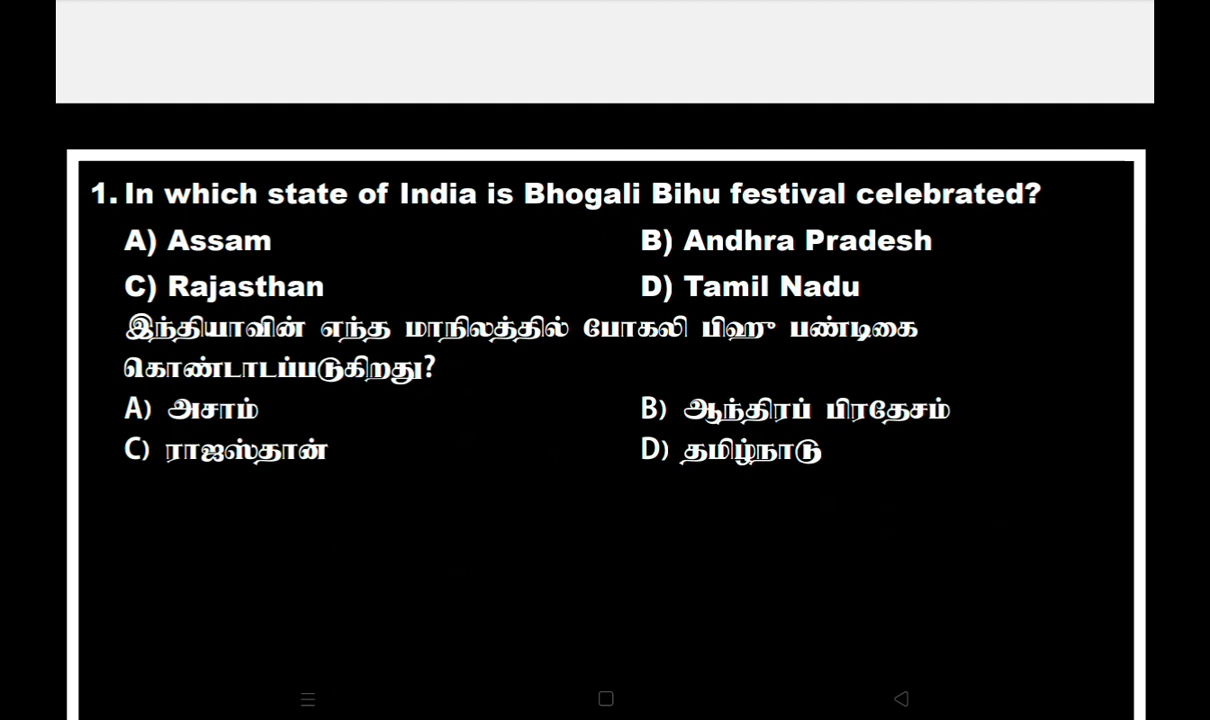 1. In which state of India is Bhogali Bihu festival celebrated?
A) Assam B) Andhra Pradesh
C) Rajasthan D) Tamil Nadu
இந்தியாவின் எந்த மாநிலத்தில் போகலி பிஹு பண்டிகை
கொண்டாடப்படுகிறது?
A) அசாம் B) ஆந்திரப் பிரதேசம்
C) ராஜஸ்தான் D) தமிழ்நாடு